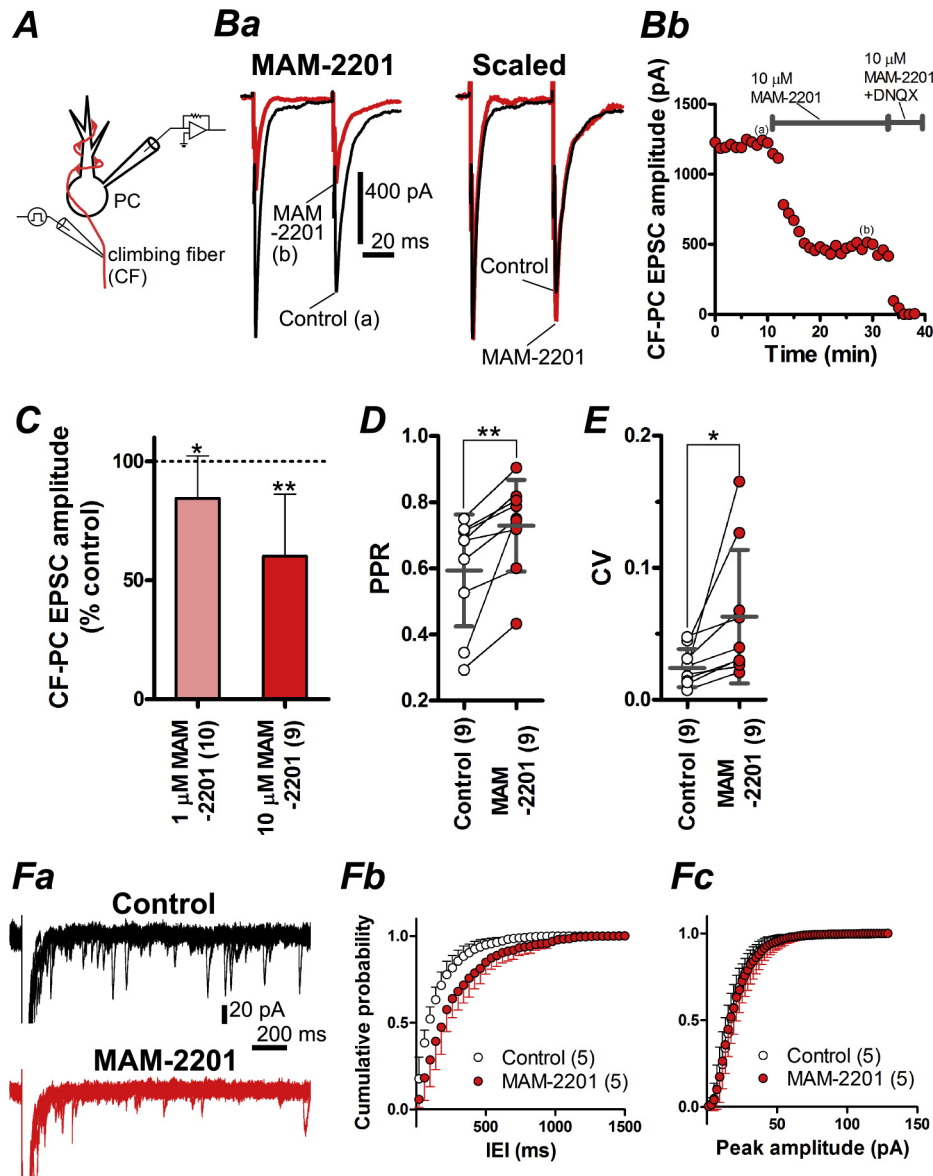 A
PC
climbing fiber
(CF)
Ba
MAM-2201
Scaled
MAM
-2201
(b)
400 pA
20 ms
Control (a)
Control
MAM-2201
Bb
10 μM
MAM-2201
10 μM
MAM-2201
+DNQX
CF-PC EPSC amplitude (pA)
1500
1000
500
0
(a)
(b)
0 10 20 30 40
Time (min)
C
CF-PC EPSC amplitude
(% control)
100
50
0
*
**
1 μM MAM
-2201 (10)
10 μM MAM
-2201 (9)
D
**
PPR
1.0
0.8
0.6
0.4
0.2
Control (9)
MAM
-2201 (9)
E
*
CV
0.2
0.1
0.0
Control (9)
MAM
-2201 (9)
Fa
Control
20 pA
200 ms
MAM-2201
Fb
Cumulative probability
1.0
0.5
0.0
Control (5)
MAM-2201 (5)
0 500 1000 1500
IEI (ms)
Fc
1.0
0.5
0.0
Control (5)
MAM-2201 (5)
0 50 100 150
Peak amplitude (pA)